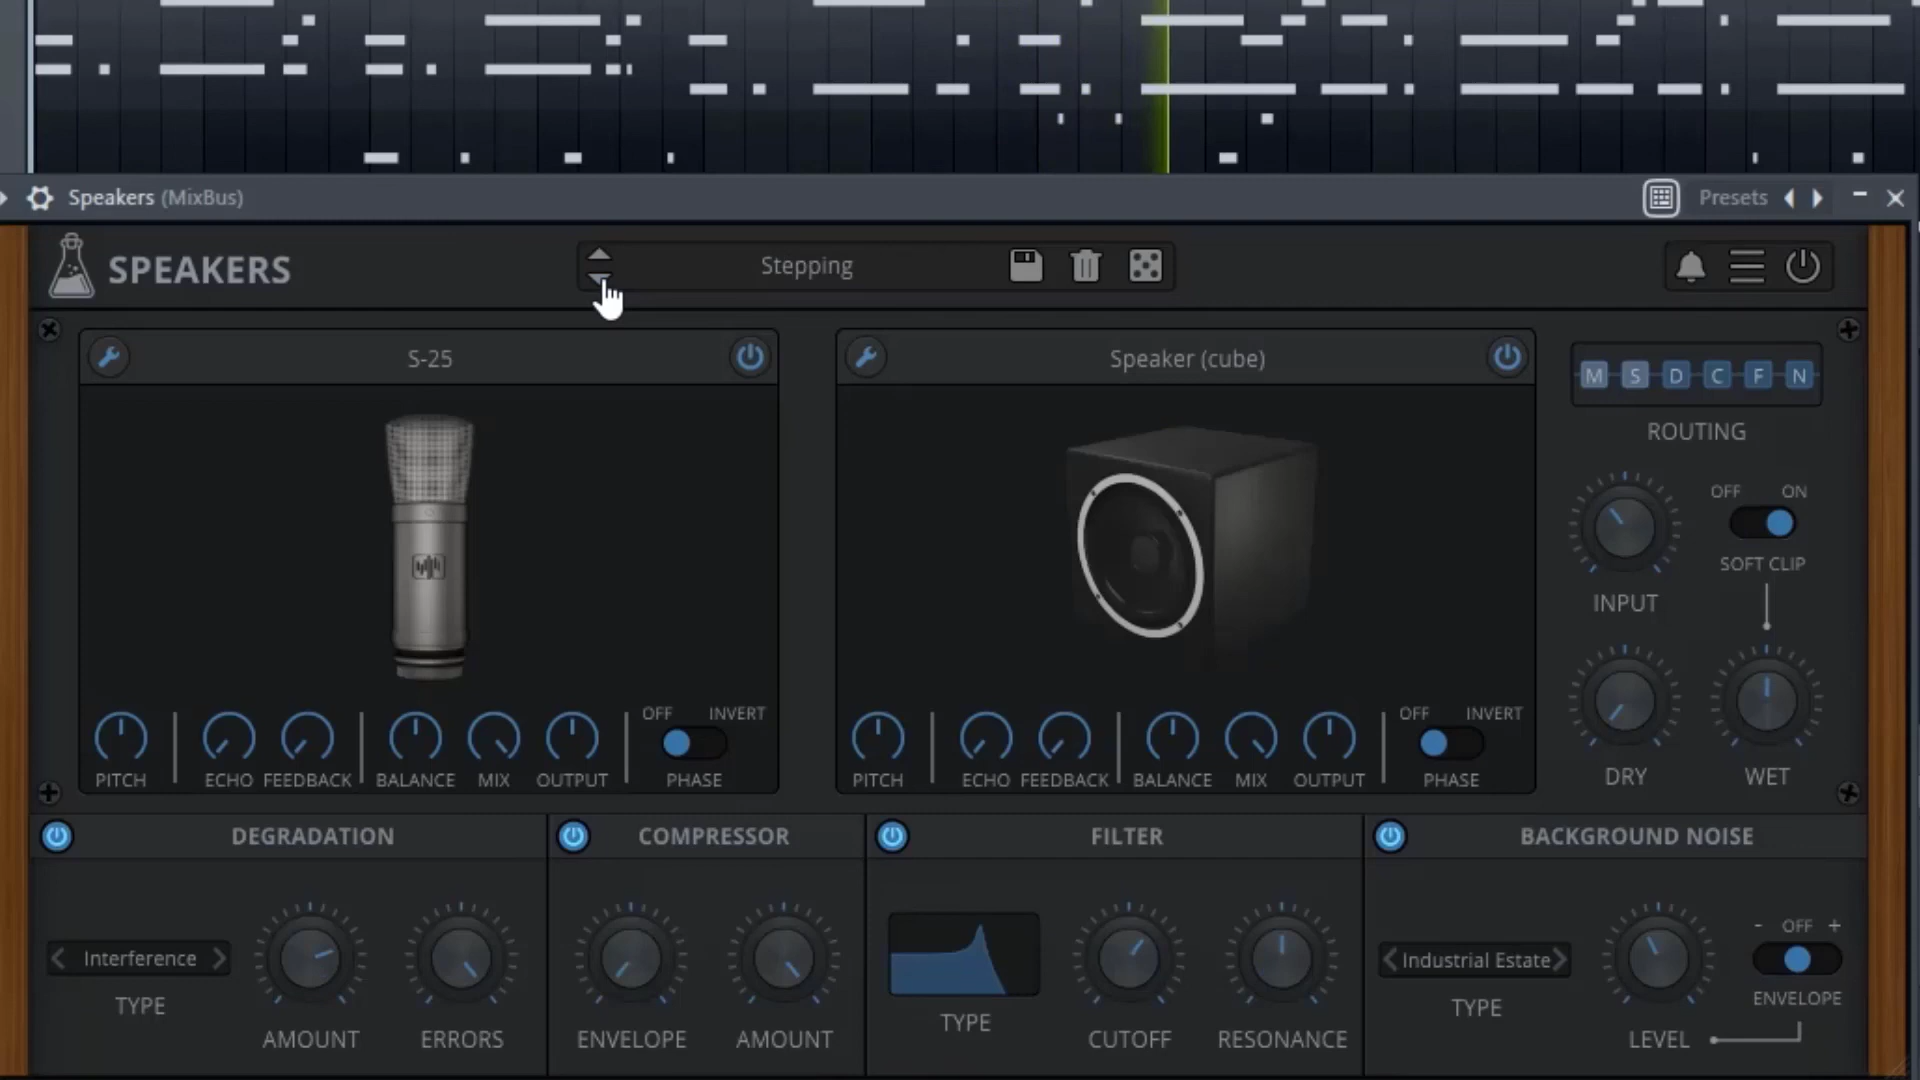 Speakers (MixBus)
Presets
SPEAKERS
Stepping
S-25
Speaker (cube)
M S D C F N
ROUTING
OFF ON
SOFT CLIP
INPUT
DRY
WET
OFF INVERT
PITCH ECHO FEEDBACK BALANCE MIX OUTPUT PHASE
OFF INVERT
PITCH ECHO FEEDBACK BALANCE MIX OUTPUT PHASE
DEGRADATION
COMPRESSOR
FILTER
BACKGROUND NOISE
Interference
TYPE
AMOUNT
ERRORS
ENVELOPE
AMOUNT
TYPE
CUTOFF
RESONANCE
Industrial Estate
TYPE
LEVEL
- OFF +
ENVELOPE